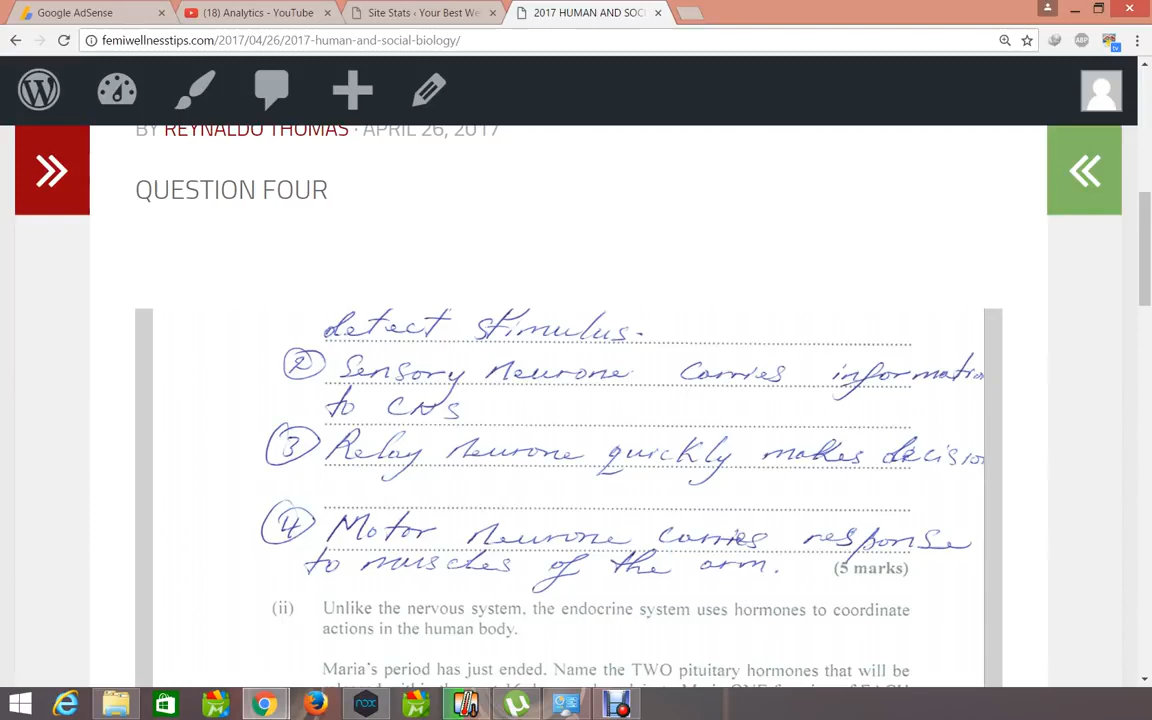 Google AdSense
(18) Analytics - YouTube
Site Stats ‹ Your Best We
2017 HUMAN AND SOCI
femiwellnesstips.com/2017/04/26/2017-human-and-social-biology/
BY REYNALDO THOMAS · APRIL 26, 2017
QUESTION FOUR
detect stimulus.
(2) Sensory neurone carries informatio
to CNS
(3) Relay neurone quickly makes decisio
(4) Motor neurone carries response
to muscles of the arm. (5 marks)
(ii) Unlike the nervous system, the endocrine system uses hormones to coordinate
actions in the human body.
Maria's period has just ended. Name the TWO pituitary hormones that will be